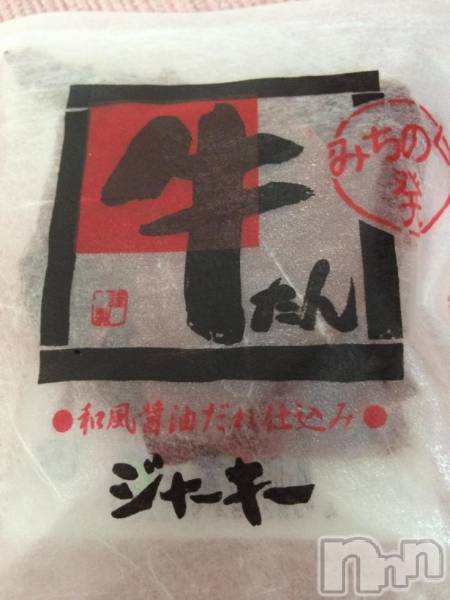 牛たん
みちのく
発
●和風醤油だれ仕込み●
ジャーキー
nnn